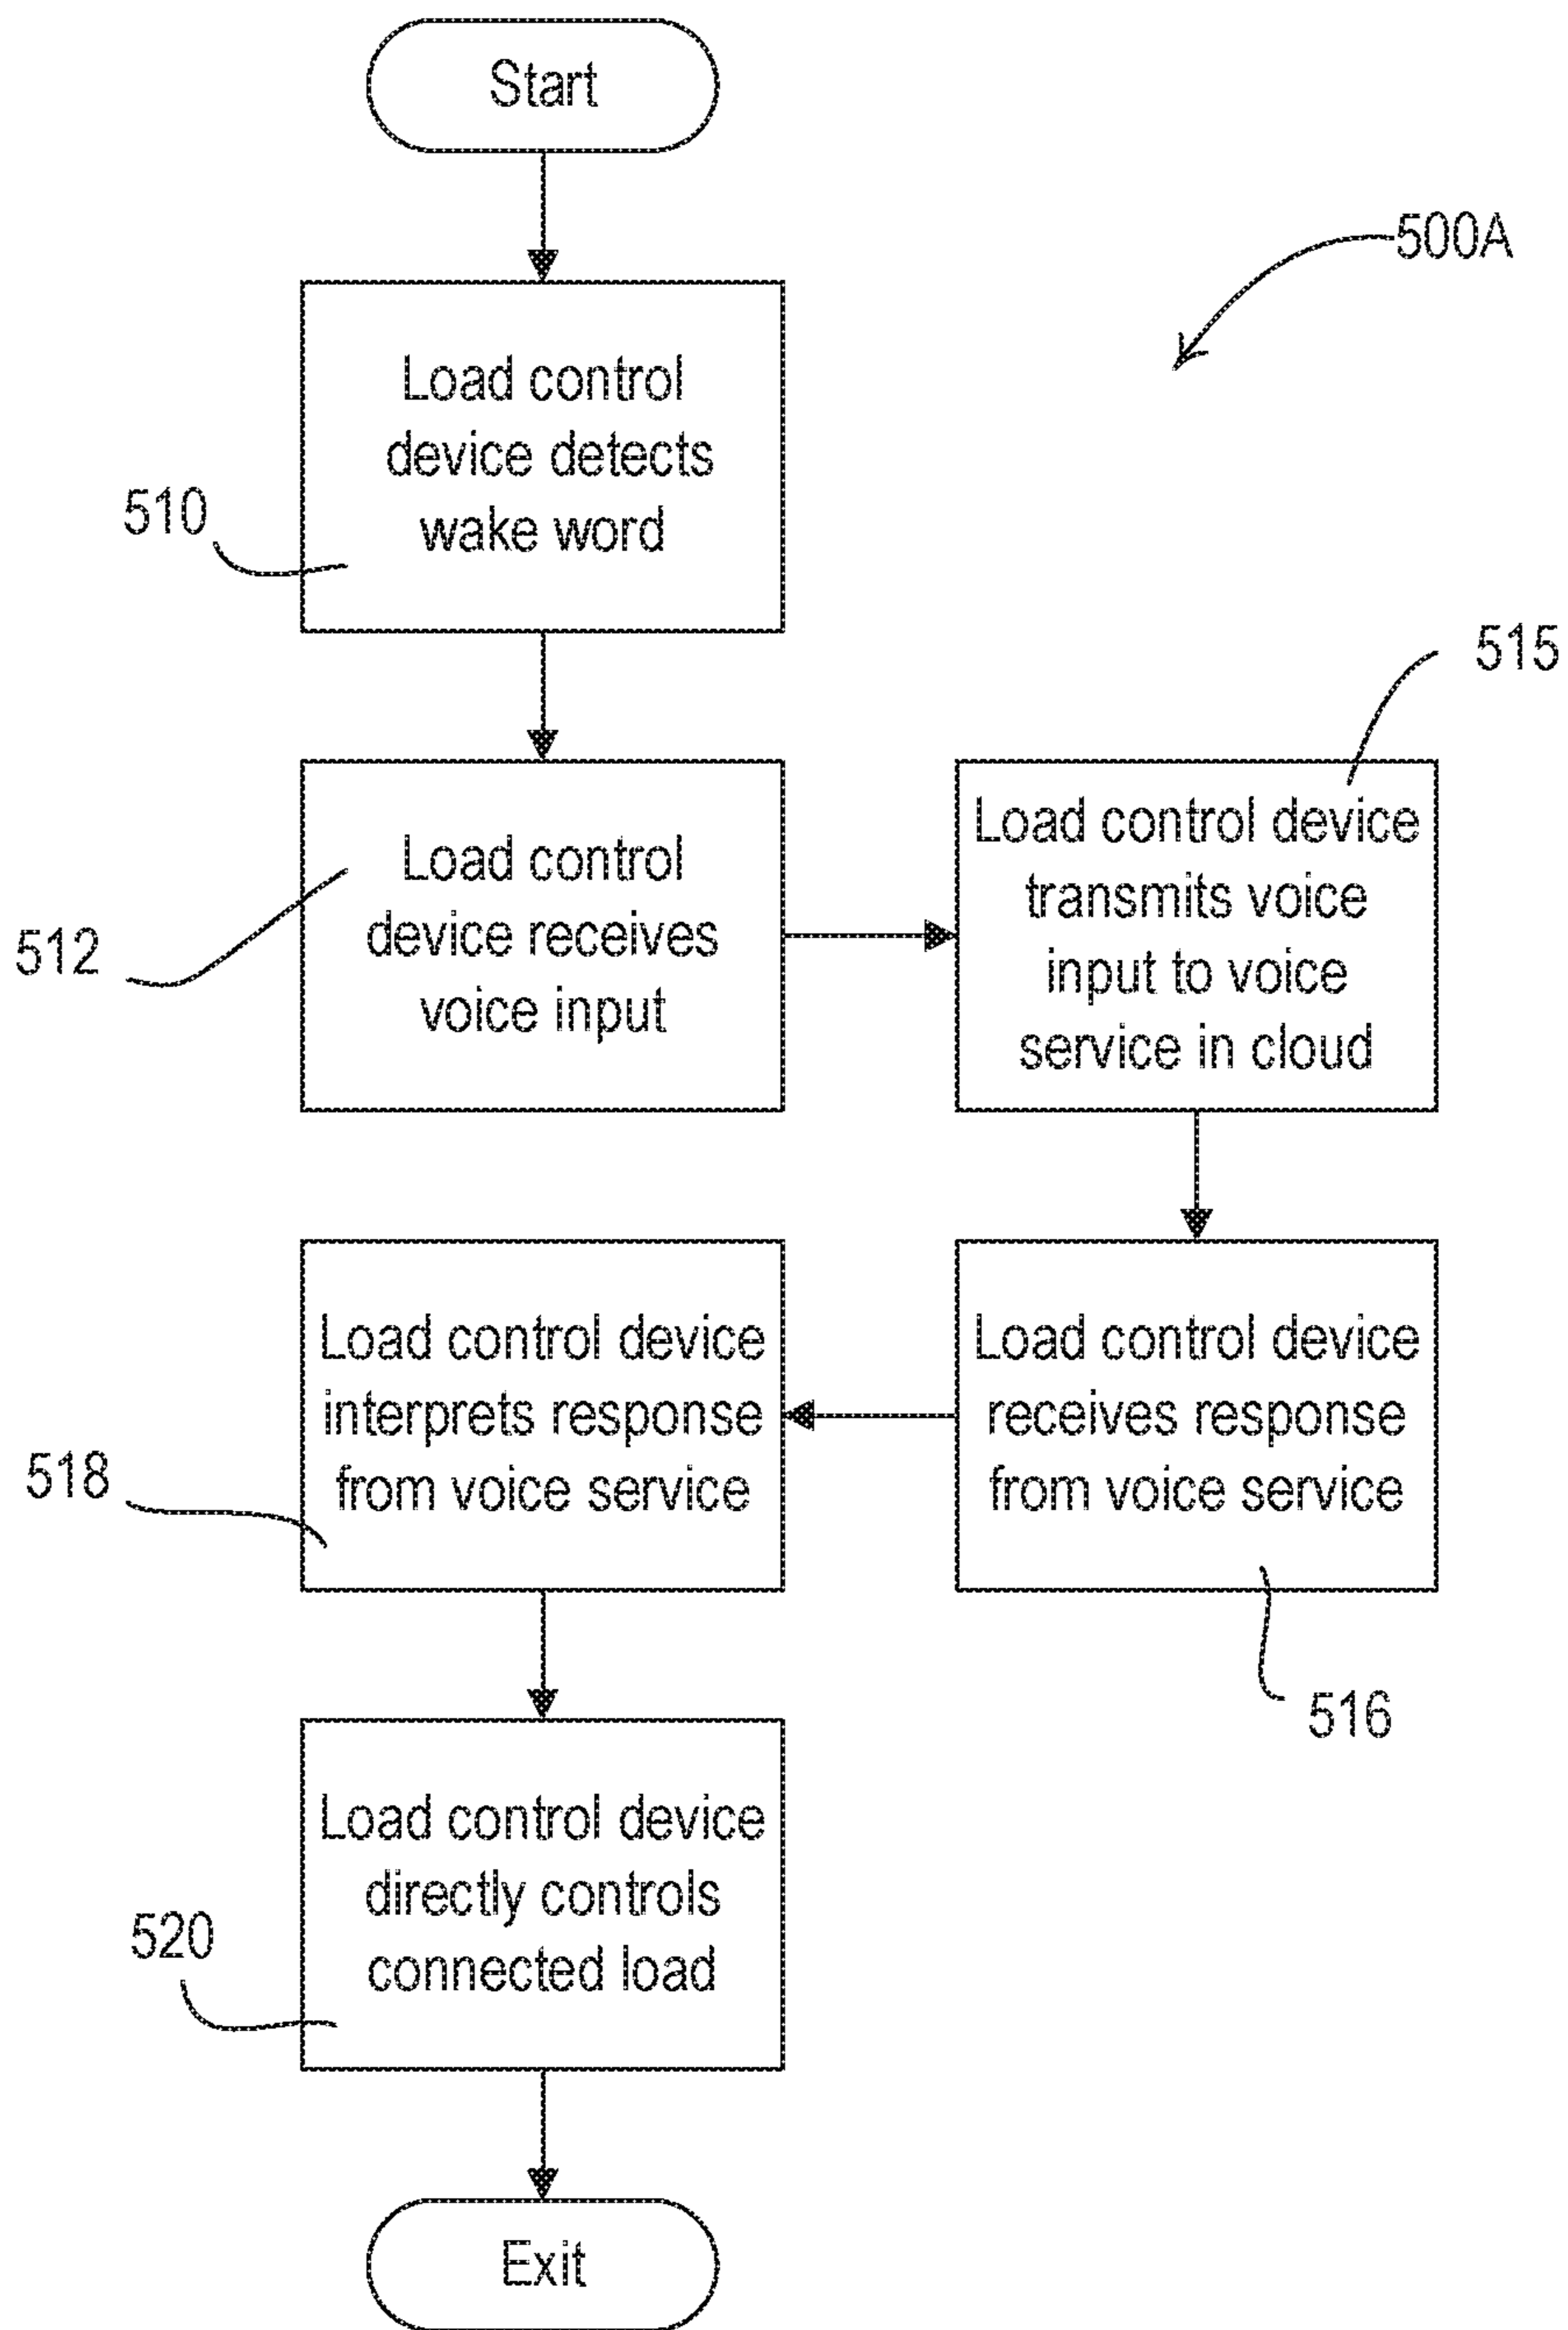 Start
500A
Load control
device detects
wake word
510
515
Load control
device receives
voice input
512
Load control device
transmits voice
input to voice
service in cloud
Load control device
interprets response
from voice service
518
Load control device
receives response
from voice service
516
Load control device
directly controls
connected load
520
Exit